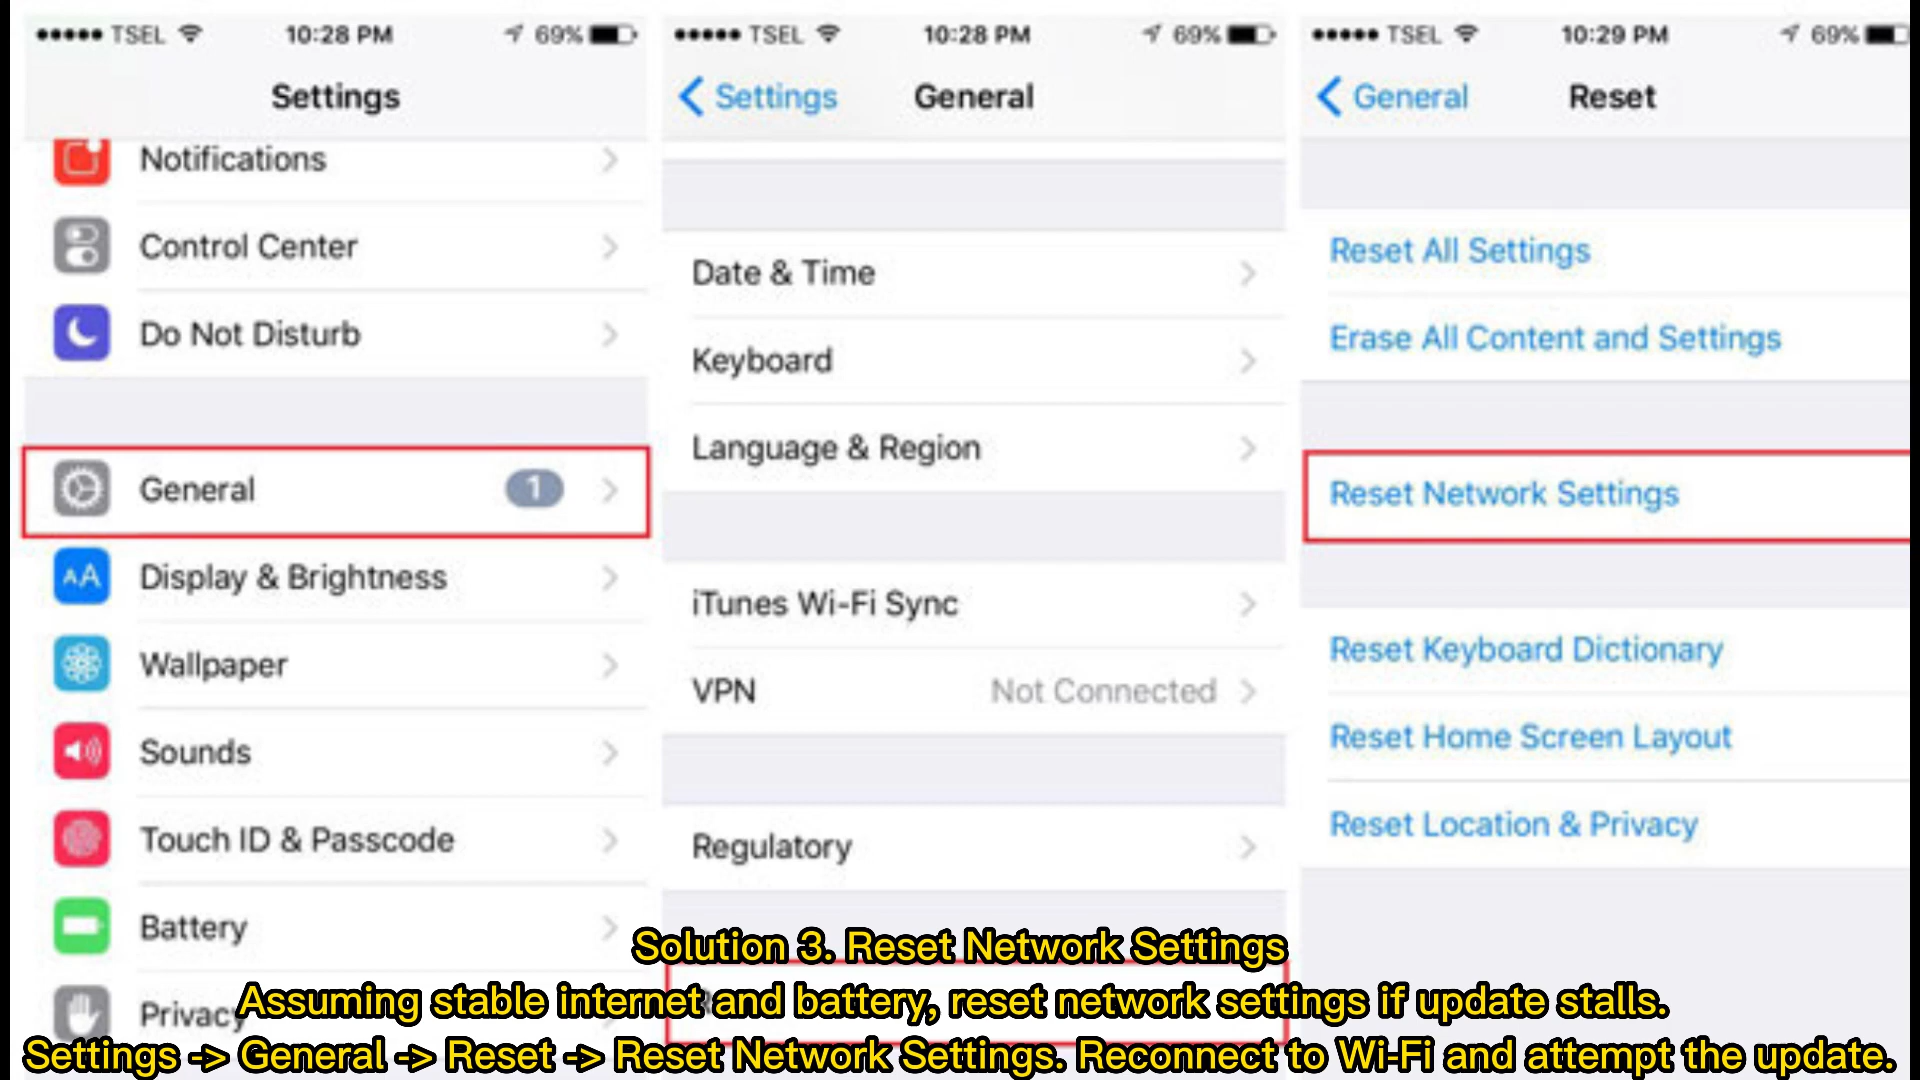 TSEL 10:28 PM 69%
Settings
Notifications
Control Center
Do Not Disturb
General 1
AA Display & Brightness
Wallpaper
Sounds
Touch ID & Passcode
Battery
Privacy
TSEL 10:28 PM 69%
Settings General
Date & Time
Keyboard
Language & Region
iTunes Wi-Fi Sync
VPN Not Connected
Regulatory
TSEL 10:29 PM 69%
General Reset
Reset All Settings
Erase All Content and Settings
Reset Network Settings
Reset Keyboard Dictionary
Reset Home Screen Layout
Reset Location & Privacy
Solution 3. Reset Network Settings
Assuming stable internet and battery, reset network settings if update stalls.
Settings -> General -> Reset -> Reset Network Settings. Reconnect to Wi-Fi and attempt the update.